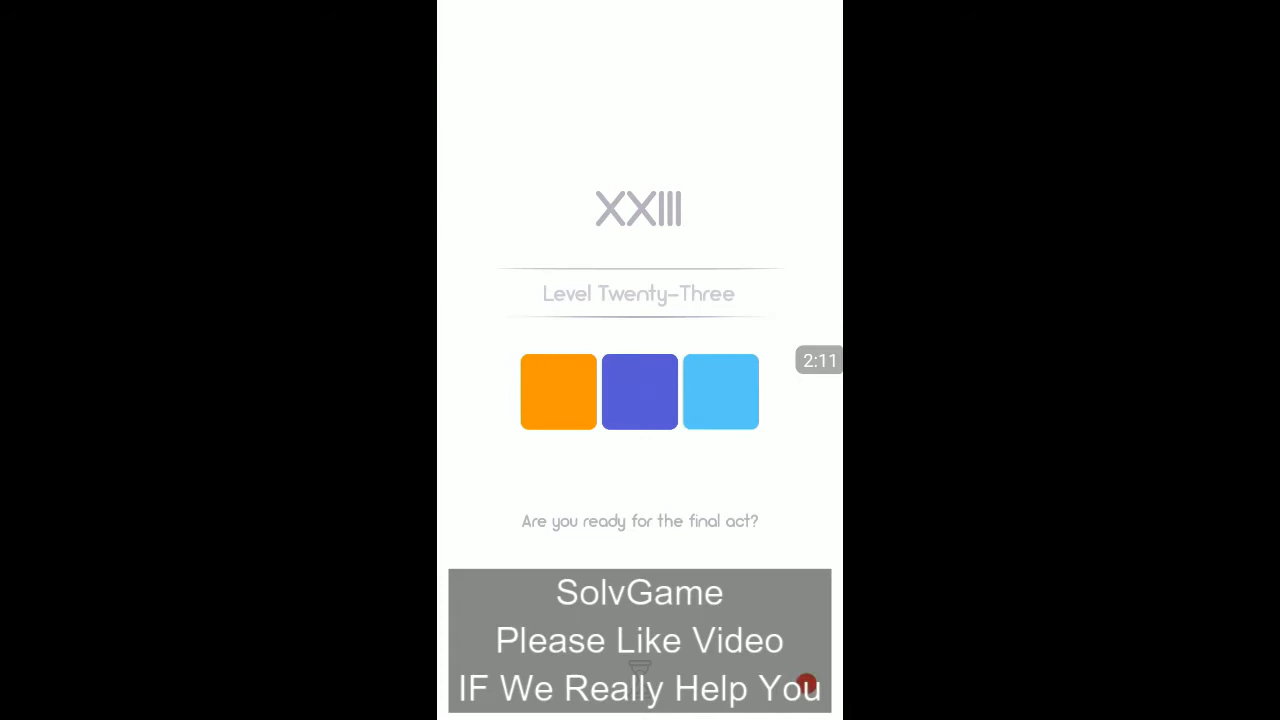 XXIII
Level Twenty-Three
2:11
Are you ready for the final act?
SolvGame
Please Like Video
IF We Really Help You